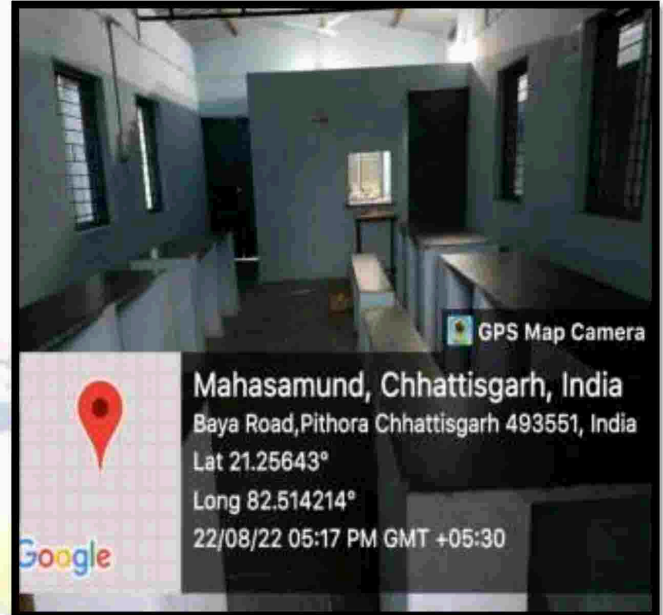 GPS Map Camera
Mahasamund, Chhattisgarh, India
Baya Road,Pithora Chhattisgarh 493551, India
Lat 21.25643°
Long 82.514214°
22/08/22 05:17 PM GMT +05:30
Google